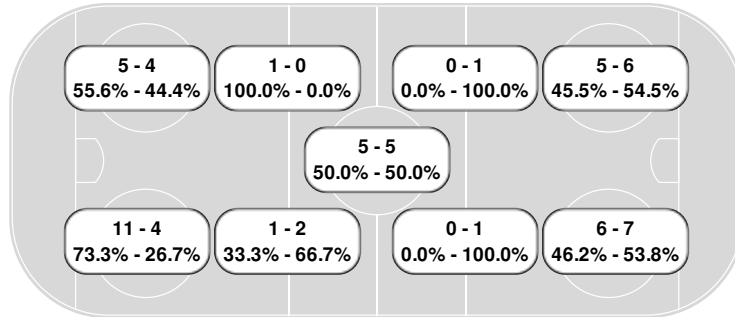 5 - 4
55.6% - 44.4%
1 - 0
100.0% - 0.0%
0 - 1
0.0% - 100.0%
5 - 6
45.5% - 54.5%
5 - 5
50.0% - 50.0%
11 - 4
73.3% - 26.7%
1 - 2
33.3% - 66.7%
0 - 1
0.0% - 100.0%
6 - 7
46.2% - 53.8%